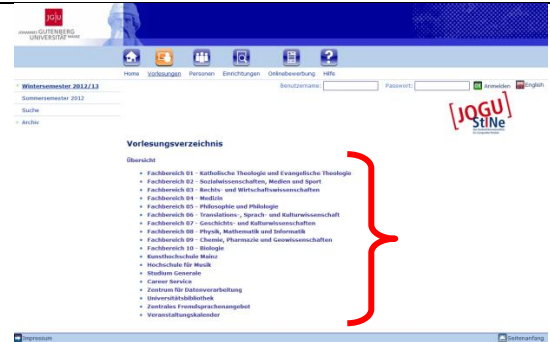 JG|U
JOHANNES GUTENBERG
UNIVERSITÄT MAINZ
Home Vorlesungen Personen Einrichtungen Onlinebewerbung Hilfe
Wintersemester 2012/13
Benutzername: Passwort: Anmelden English
Sommersemester 2012
Suche
Archiv
[JOGU]
StINe
Vorlesungsverzeichnis
Übersicht
Fachbereich 01 - Katholische Theologie und Evangelische Theologie
Fachbereich 02 - Sozialwissenschaften, Medien und Sport
Fachbereich 03 - Rechts- und Wirtschaftswissenschaften
Fachbereich 04 - Medizin
Fachbereich 05 - Philosophie und Philologie
Fachbereich 06 - Translations-, Sprach- und Kulturwissenschaft
Fachbereich 07 - Geschichts- und Kulturwissenschaften
Fachbereich 08 - Physik, Mathematik und Informatik
Fachbereich 09 - Chemie, Pharmazie und Geowissenschaften
Fachbereich 10 - Biologie
Kunsthochschule Mainz
Hochschule für Musik
Studium Generale
Career Service
Zentrum für Datenverarbeitung
Universitätsbibliothek
Zentrales Fremdsprachenangebot
Veranstaltungskalender
Impressum Seitenanfang